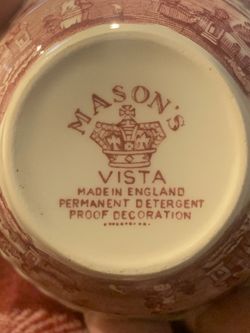 MASON'S
VISTA
MADE IN ENGLAND
PERMANENT DETERGENT
PROOF DECORATION